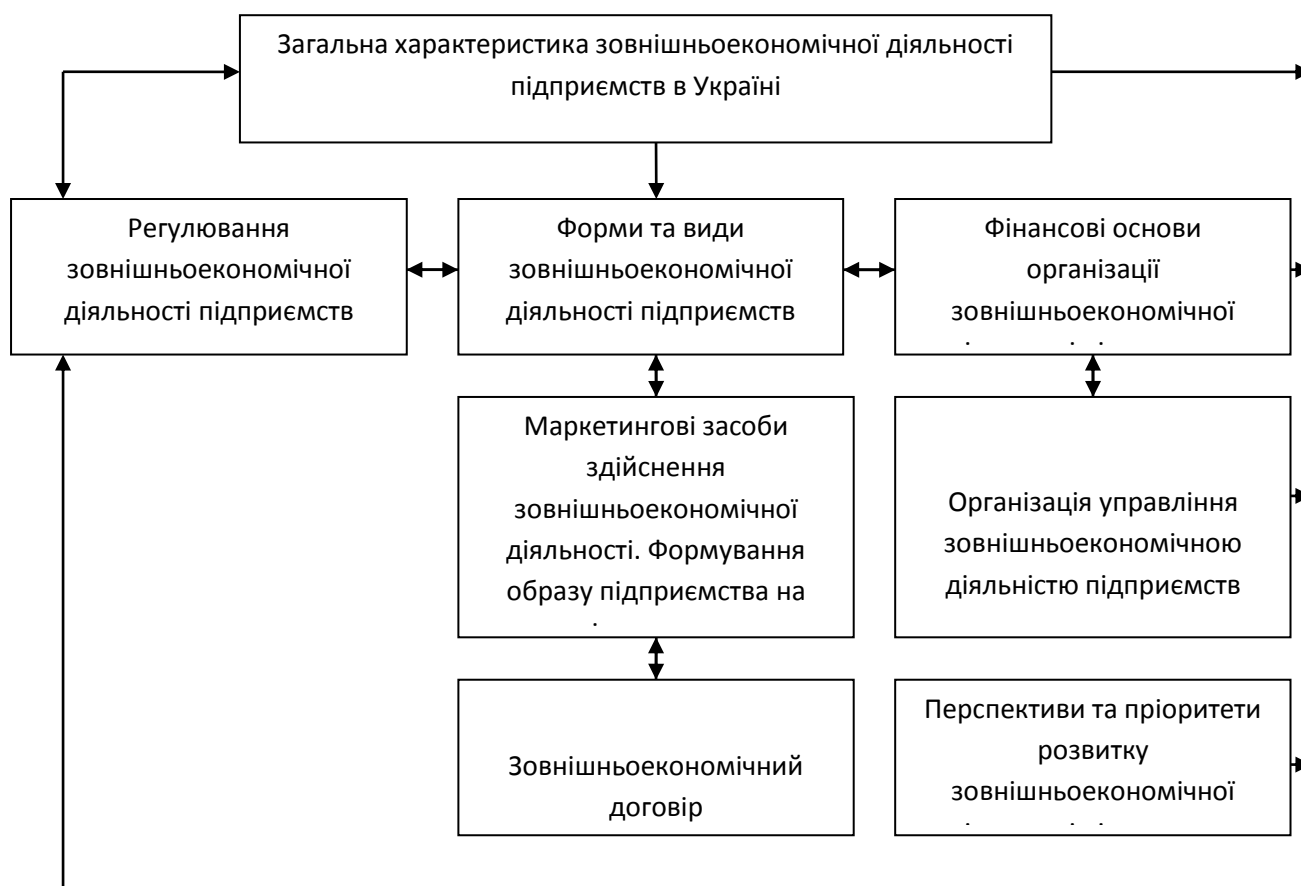 Загальна характеристика зовнішньоекономічної діяльності
підприємств в Україні
Регулювання
зовнішньоекономічної
діяльності підприємств
Форми та види
зовнішньоекономічної
діяльності підприємств
Фінансові основи
організації
зовнішньоекономічної
Маркетингові засоби
здійснення
зовнішньоекономічної
діяльності. Формування
образу підприємства на
Організація управління
зовнішньоекономічною
діяльністю підприємств
Зовнішньоекономічний
договір
Перспективи та пріоритети
розвитку
зовнішньоекономічної